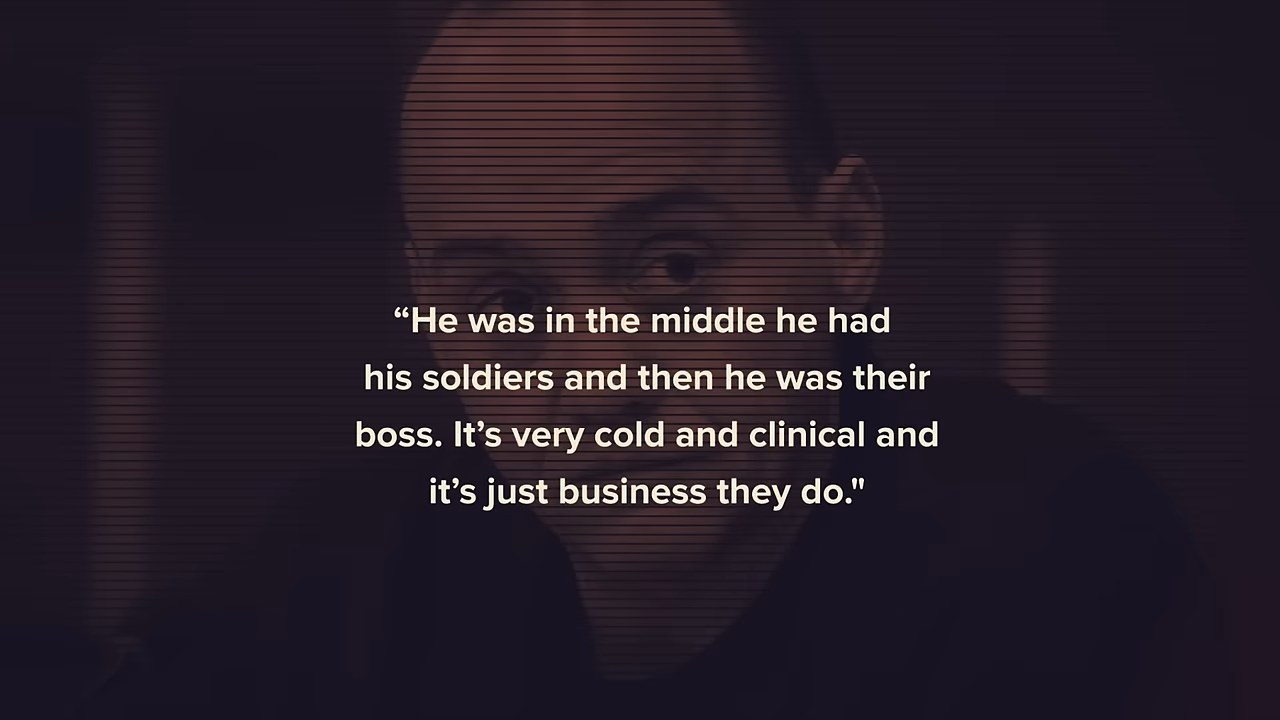 “He was in the middle he had
his soldiers and then he was their
boss. It’s very cold and clinical and
it’s just business they do."